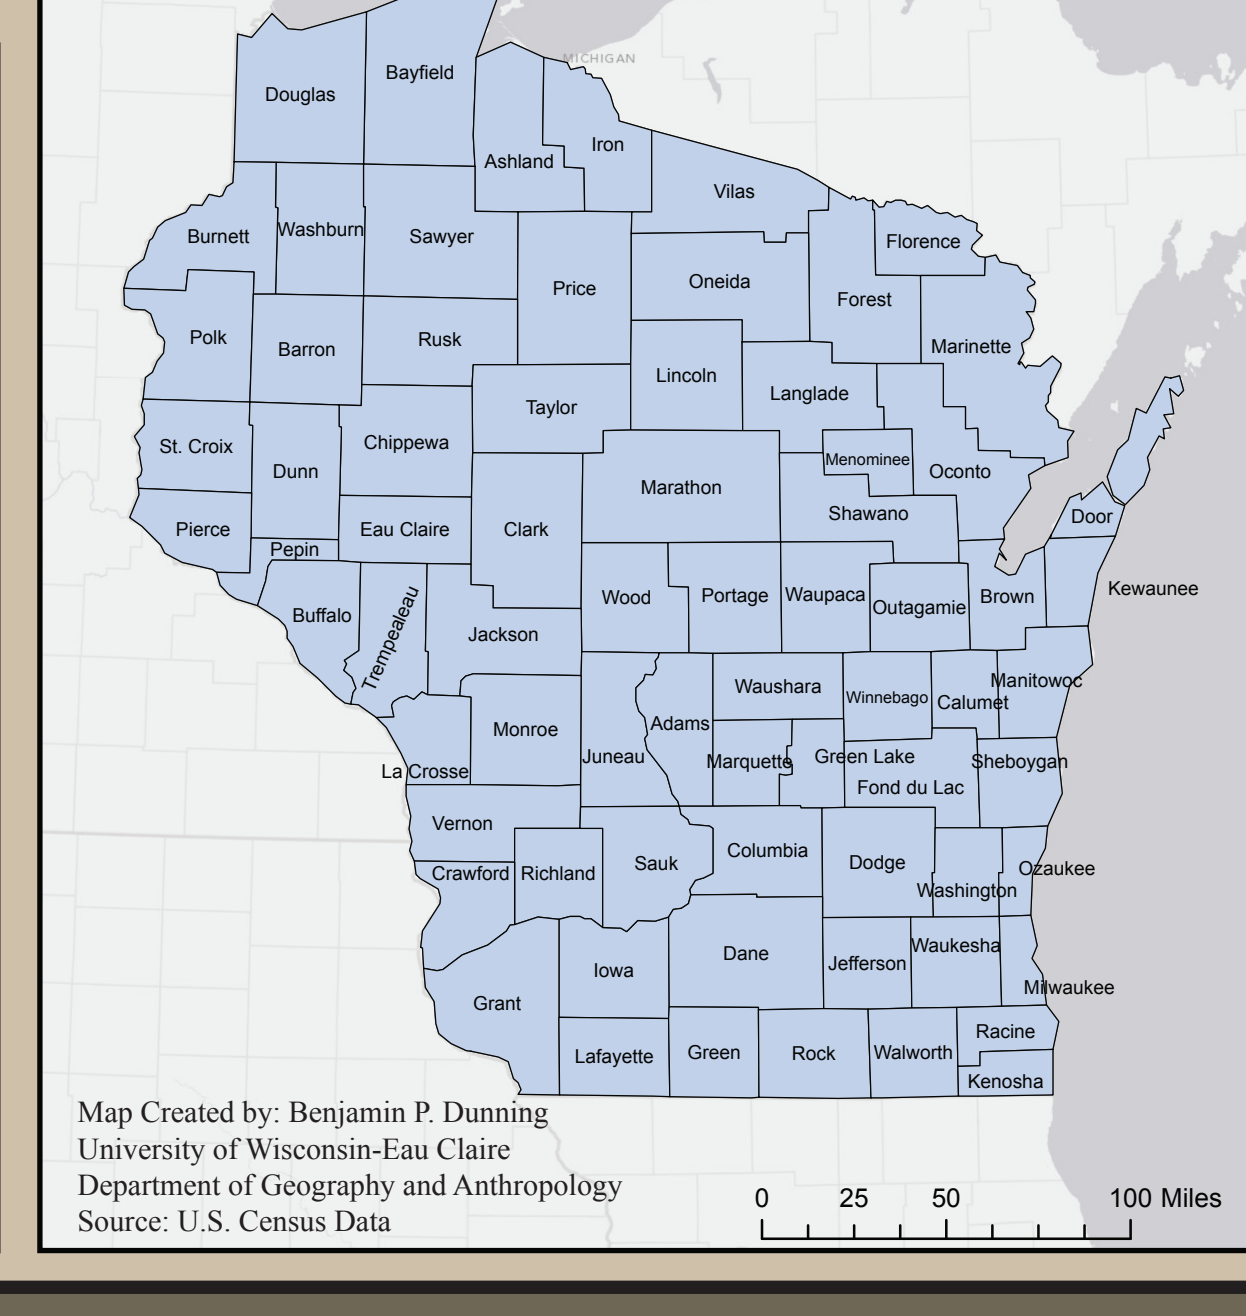 MICHIGAN
Bayfield
Douglas
Iron
Ashland
Vilas
Washburn
Burnett
Sawyer
Florence
Oneida
Price
Forest
Polk
Rusk
Marinette
Barron
Lincoln
Langlade
Taylor
Chippewa
St. Croix
Menominee
Dunn
Oconto
Marathon
Shawano
Door
Pierce
Eau Claire
Clark
Pepin
Kewaunee
Wood
Portage
Waupaca
Brown
Outagamie
Buffalo
Trempealeau
Jackson
Manitowoc
Waushara
Winnebago
Calumet
Adams
Monroe
Juneau
Marquette
Green Lake
Sheboygan
La Crosse
Fond du Lac
Vernon
Columbia
Sauk
Dodge
Ozaukee
Crawford
Richland
Washington
Waukesha
Dane
Jefferson
Iowa
Milwaukee
Grant
Racine
Lafayette
Green
Rock
Walworth
Kenosha
Map Created by: Benjamin P. Dunning
University of Wisconsin-Eau Claire
Department of Geography and Anthropology
Source: U.S. Census Data
0 25 50 100 Miles